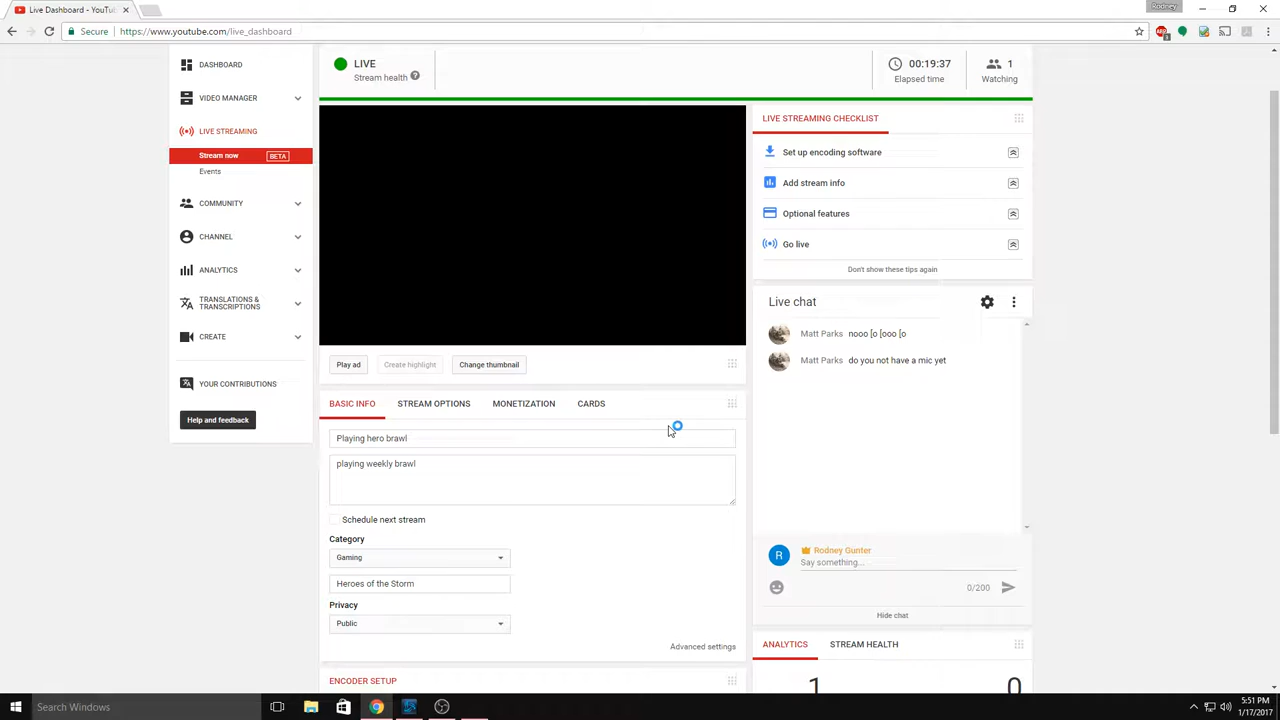 Live Dashboard - YouTu
Rodney
Secure
https://www.youtube.com/live_dashboard
DASHBOARD
VIDEO MANAGER
LIVE STREAMING
Stream now BETA
Events
COMMUNITY
CHANNEL
ANALYTICS
TRANSLATIONS &
TRANSCRIPTIONS
CREATE
YOUR CONTRIBUTIONS
Help and feedback
LIVE
Stream health
00:19:37
Elapsed time
1
Watching
Play ad
Create highlight
Change thumbnail
BASIC INFO
STREAM OPTIONS
MONETIZATION
CARDS
Playing hero brawl
playing weekly brawl
Schedule next stream
Category
Gaming
Heroes of the Storm
Privacy
Public
Advanced settings
ENCODER SETUP
LIVE STREAMING CHECKLIST
Set up encoding software
Add stream info
Optional features
Go live
Don't show these tips again
Live chat
Matt Parks nooo [o [ooo [o
Matt Parks do you not have a mic yet
R
Rodney Gunter
Say something...
0/200
Hide chat
ANALYTICS
STREAM HEALTH
1
0
Search Windows
5:51 PM
1/17/2017